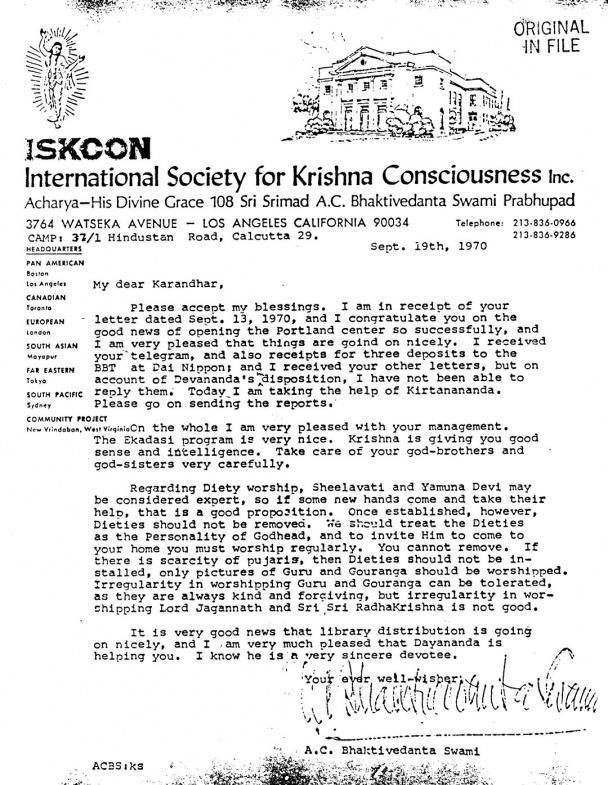 ORIGINAL
IN FILE
ISKCON
International Society for Krishna Consciousness Inc.
Acharya—His Divine Grace 108 Sri Srimad A.C. Bhaktivedanta Swami Prabhupad
3764 WATSEKA AVENUE — LOS ANGELES CALIFORNIA 90034 Telephone: 213-836-0966
CAMP: 37/1 Hindustan Road, Calcutta 29. 213-836-9286
HEADQUARTERS Sept. 19th, 1970
PAN AMERICAN
Boston
Los Angeles
CANADIAN
Toronto
EUROPEAN
London
SOUTH ASIAN
Mayapur
FAR EASTERN
Tokyo
SOUTH PACIFIC
Sydney
COMMUNITY PROJECT
New Vrindaban, West Virginia
My dear Karandhar,
Please accept my blessings. I am in receipt of your
letter dated Sept. 13, 1970, and I congratulate you on the
good news of opening the Portland center so successfully, and
I am very pleased that things are goind on nicely. I received
your telegram, and also receipts for three deposits to the
BBT at Dai Nippon; and I received your other letters, but on
account of Devananda's disposition, I have not been able to
reply them. Today I am taking the help of Kirtanananda.
Please go on sending the reports.
On the whole I am very pleased with your management.
The Ekadasi program is very nice. Krishna is giving you good
sense and intelligence. Take care of your god-brothers and
god-sisters very carefully.
Regarding Diety worship, Sheelavati and Yamuna Devi may
be considered expert, so if some new hands come and take their
help, that is a good proposition. Once established, however,
Dieties should not be removed. We should treat the Dieties
as the Personality of Godhead, and to invite Him to come to
your home you must worship regularly. You cannot remove. If
there is scarcity of pujaris, then Dieties should not be in-
stalled, only pictures of Guru and Gouranga should be worshipped.
Irregularity in worshipping Guru and Gouranga can be tolerated,
as they are always kind and forgiving, but irregularity in wor-
shipping Lord Jagannath and Sri Sri RadhaKrishna is not good.
It is very good news that library distribution is going
on nicely, and I am very much pleased that Dayananda is
helping you. I know he is a very sincere devotee.
Your ever well-wisher,
A.C. Bhaktivedanta Swami
A.C. Bhaktivedanta Swami
ACBS:ks